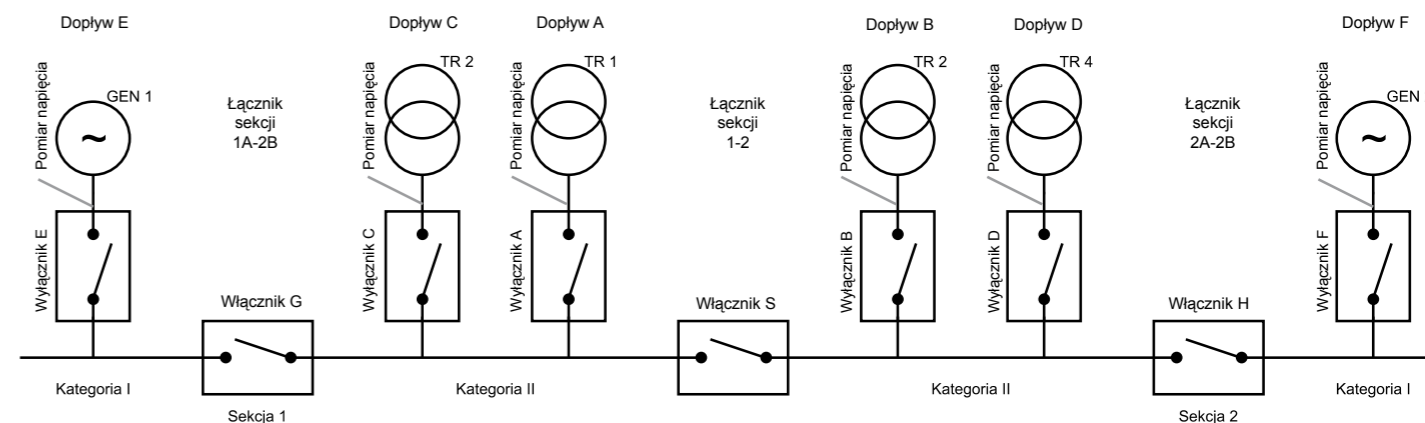 Dopływ E
Dopływ C
Dopływ A
Dopływ B
Dopływ D
Dopływ F
Pomiar napięcia
GEN 1
Łącznik
sekcji
1A-2B
Pomiar napięcia
TR 2
Pomiar napięcia
TR 1
Łącznik
sekcji
1-2
Pomiar napięcia
TR 2
Pomiar napięcia
TR 4
Łącznik
sekcji
2A-2B
Pomiar napięcia
GEN
~
~
Wyłącznik E
Wyłącznik C
Wyłącznik A
Wyłącznik B
Wyłącznik D
Wyłącznik F
Włącznik G
Włącznik S
Włącznik H
Kategoria I
Kategoria II
Kategoria II
Kategoria I
Sekcja 1
Sekcja 2